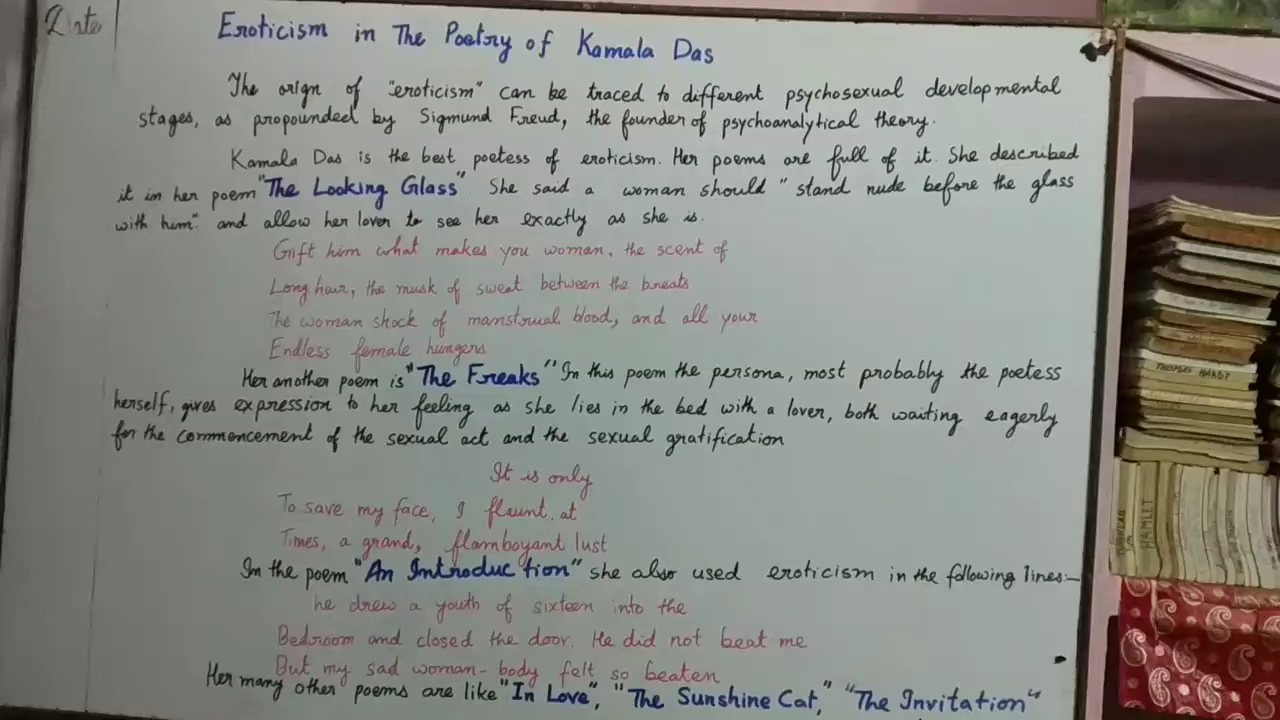 Date
Eroticism in The Poetry of Kamala Das
The orign of "eroticism" can be traced to different psychosexual developmental
stages, as propounded by Sigmund Freud, the founder of psychoanalytical theory.
Kamala Das is the best poetess of eroticism. Her poems are full of it. She described
it in her poem "The Looking Glass". She said a woman should "stand nude before the glass
with him" and allow her lover to see her exactly as she is.
Gift him what makes you woman, the scent of
Long hair, the musk of sweat between the breats
The woman shock of manstrual blood, and all your
Endless female hungers
Her another poem is "The Freaks" In this poem the persona, most probably the poetess
herself, gives expression to her feeling as she lies in the bed with a lover, both waiting eagerly
for the commencement of the sexual act and the sexual gratification
It is only
To save my face, I flaunt, at
Times, a grand, flamboyant lust
In the poem "An Introduction" she also used eroticism in the following lines:-
he drew a youth of sixteen into the
Bedroom and closed the door. He did not beat me
But my sad woman-body felt so beaten
Her many other poems are like "In Love", "The Sunshine Cat," "The Invitation"
THOMAS HARDY
HAMLET